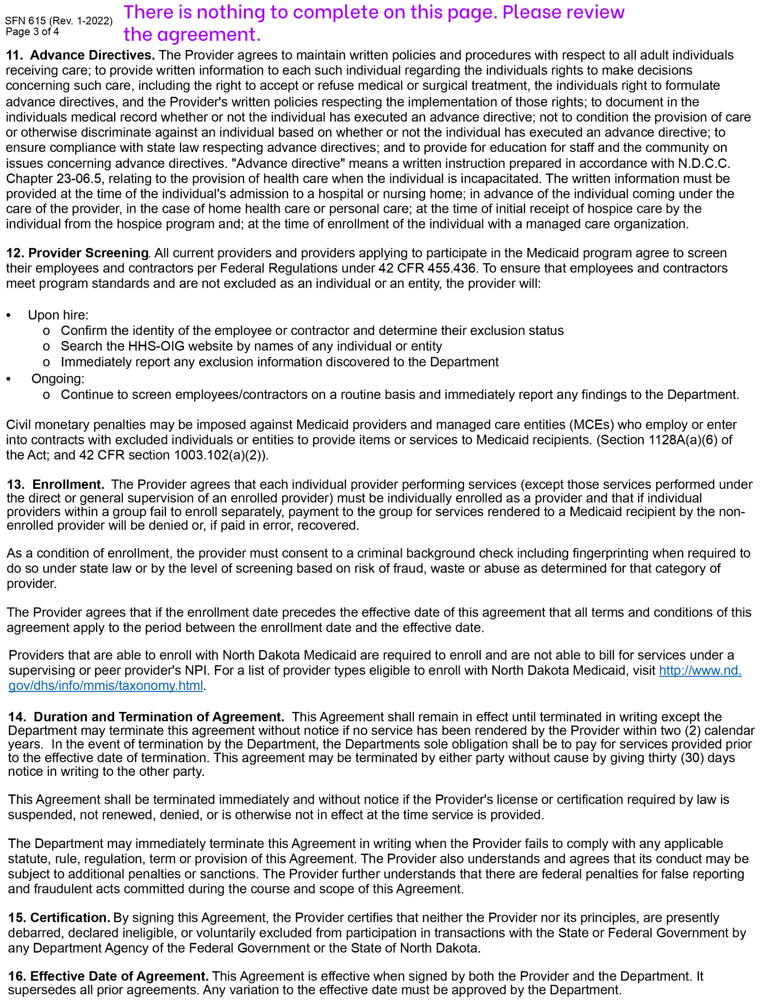 There is nothing to complete on this page. Please review
the agreement.
SFN 615 (Rev. 1-2022)
Page 3 of 4
11. Advance Directives. The Provider agrees to maintain written policies and procedures with respect to all adult individuals
receiving care; to provide written information to each such individual regarding the individuals rights to make decisions
concerning such care, including the right to accept or refuse medical or surgical treatment, the individuals right to formulate
advance directives, and the Provider's written policies respecting the implementation of those rights; to document in the
individuals medical record whether or not the individual has executed an advance directive; not to condition the provision of care
or otherwise discriminate against an individual based on whether or not the individual has executed an advance directive; to
ensure compliance with state law respecting advance directives; and to provide for education for staff and the community on
issues concerning advance directives. "Advance directive" means a written instruction prepared in accordance with N.D.C.C.
Chapter 23-06.5, relating to the provision of health care when the individual is incapacitated. The written information must be
provided at the time of the individual's admission to a hospital or nursing home; in advance of the individual coming under the
care of the provider, in the case of home health care or personal care; at the time of initial receipt of hospice care by the
individual from the hospice program and; at the time of enrollment of the individual with a managed care organization.
12. Provider Screening. All current providers and providers applying to participate in the Medicaid program agree to screen
their employees and contractors per Federal Regulations under 42 CFR 455.436. To ensure that employees and contractors
meet program standards and are not excluded as an individual or an entity, the provider will:
• Upon hire:
o Confirm the identity of the employee or contractor and determine their exclusion status
o Search the HHS-OIG website by names of any individual or entity
o Immediately report any exclusion information discovered to the Department
• Ongoing:
o Continue to screen employees/contractors on a routine basis and immediately report any findings to the Department.
Civil monetary penalties may be imposed against Medicaid providers and managed care entities (MCEs) who employ or enter
into contracts with excluded individuals or entities to provide items or services to Medicaid recipients. (Section 1128A(a)(6) of
the Act; and 42 CFR section 1003.102(a)(2)).
13. Enrollment. The Provider agrees that each individual provider performing services (except those services performed under
the direct or general supervision of an enrolled provider) must be individually enrolled as a provider and that if individual
providers within a group fail to enroll separately, payment to the group for services rendered to a Medicaid recipient by the non-
enrolled provider will be denied or, if paid in error, recovered.
As a condition of enrollment, the provider must consent to a criminal background check including fingerprinting when required to
do so under state law or by the level of screening based on risk of fraud, waste or abuse as determined for that category of
provider.
The Provider agrees that if the enrollment date precedes the effective date of this agreement that all terms and conditions of this
agreement apply to the period between the enrollment date and the effective date.
Providers that are able to enroll with North Dakota Medicaid are required to enroll and are not able to bill for services under a
supervising or peer provider's NPI. For a list of provider types eligible to enroll with North Dakota Medicaid, visit http://www.nd.
gov/dhs/info/mmis/taxonomy.html.
14. Duration and Termination of Agreement. This Agreement shall remain in effect until terminated in writing except the
Department may terminate this agreement without notice if no service has been rendered by the Provider within two (2) calendar
years. In the event of termination by the Department, the Departments sole obligation shall be to pay for services provided prior
to the effective date of termination. This agreement may be terminated by either party without cause by giving thirty (30) days
notice in writing to the other party.
This Agreement shall be terminated immediately and without notice if the Provider's license or certification required by law is
suspended, not renewed, denied, or is otherwise not in effect at the time service is provided.
The Department may immediately terminate this Agreement in writing when the Provider fails to comply with any applicable
statute, rule, regulation, term or provision of this Agreement. The Provider also understands and agrees that its conduct may be
subject to additional penalties or sanctions. The Provider further understands that there are federal penalties for false reporting
and fraudulent acts committed during the course and scope of this Agreement.
15. Certification. By signing this Agreement, the Provider certifies that neither the Provider nor its principles, are presently
debarred, declared ineligible, or voluntarily excluded from participation in transactions with the State or Federal Government by
any Department Agency of the Federal Government or the State of North Dakota.
16. Effective Date of Agreement. This Agreement is effective when signed by both the Provider and the Department. It
supersedes all prior agreements. Any variation to the effective date must be approved by the Department.